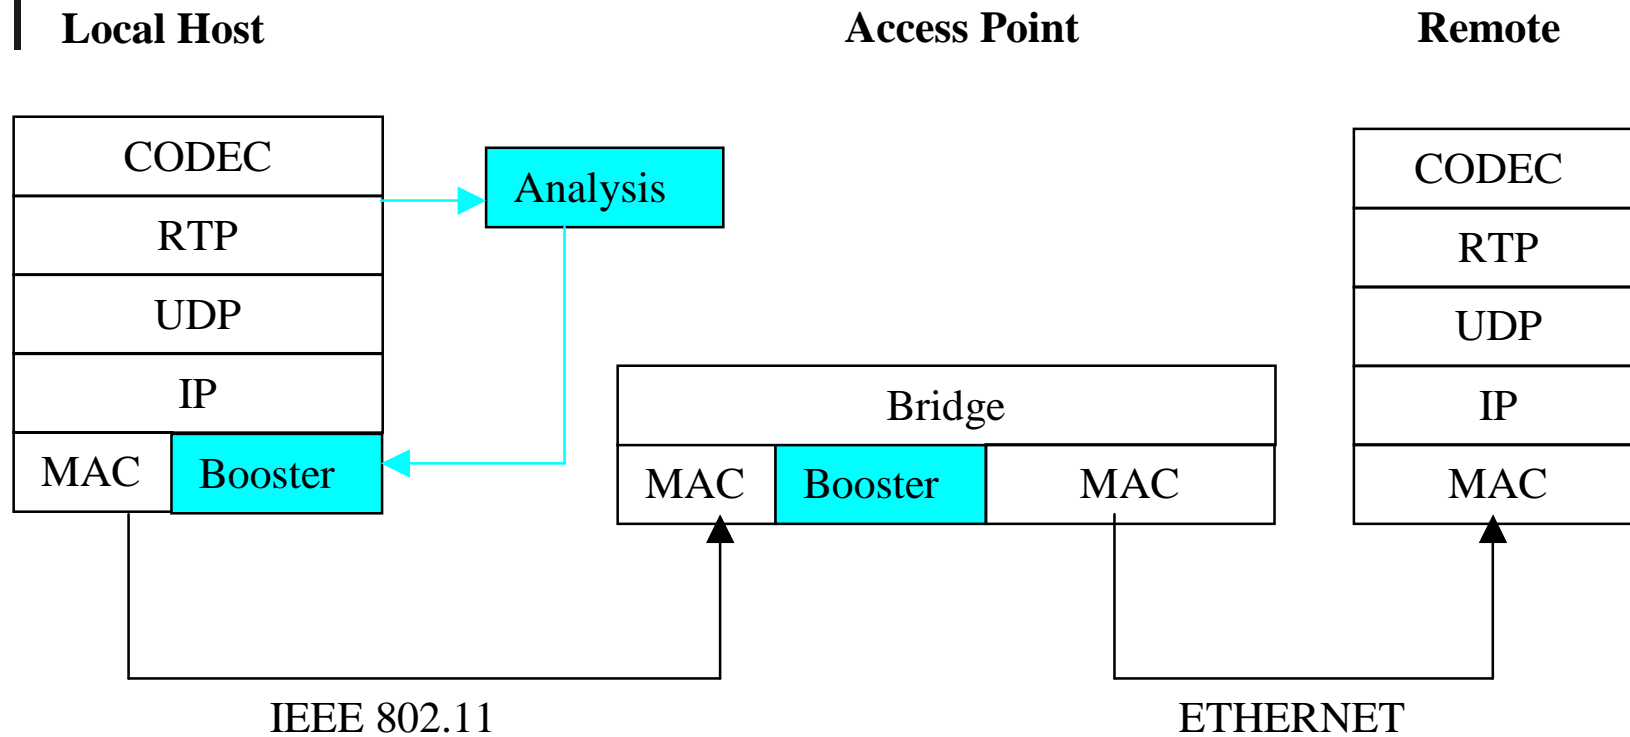 Local Host
Access Point
Remote
CODEC
RTP
UDP
IP
MAC
Booster
Analysis
Bridge
MAC
Booster
MAC
CODEC
RTP
UDP
IP
MAC
IEEE 802.11
ETHERNET